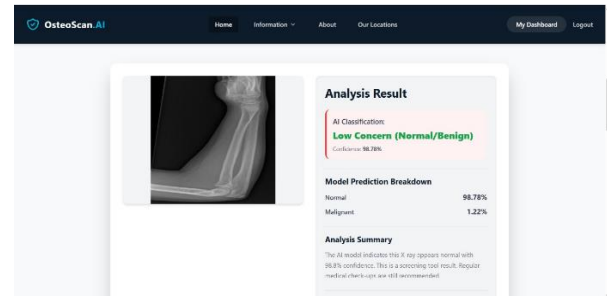 OsteoScan.AI
Home Information About Our Locations
My Dashboard Logout
Analysis Result
AI Classification:
Low Concern (Normal/Benign)
Confidence: 98.78%
Model Prediction Breakdown
Normal 98.78%
Malignant 1.22%
Analysis Summary
The AI model indicates this X-ray appears normal with
98.8% confidence. This is a screening tool result. Regular
medical check-ups are still recommended.